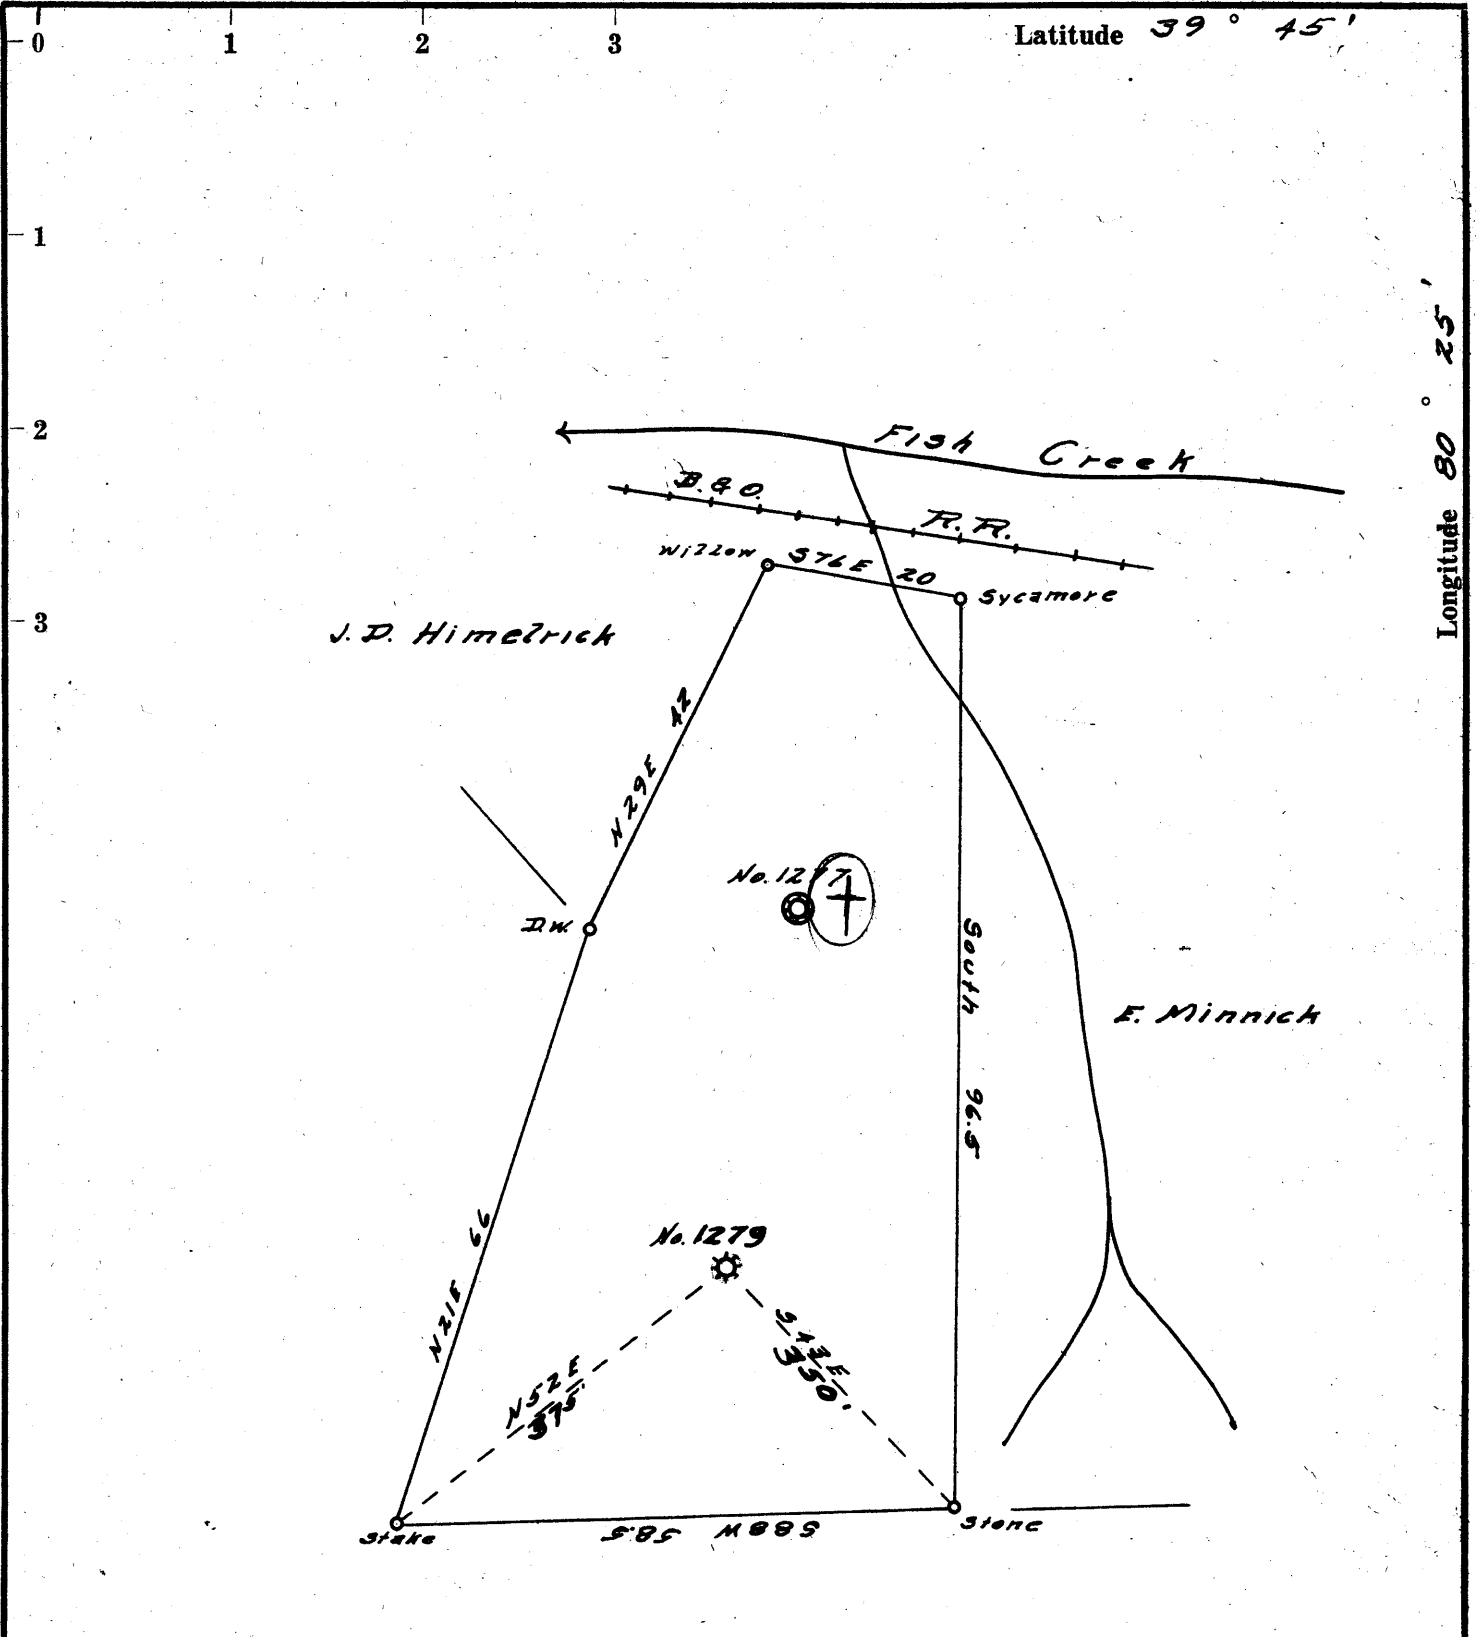 0 1 2 3 Latitude 39° 45'
1
Longitude 80° 25'
2
Fish Creek
B. & O. R. R.
Willow S76E 20 Sycamore
3
J. D. Himelrick
N29E 42
No. 1277
D.W.
South 96.5
E. Minnick
N21E 66
No. 1279
S43E
350'
N52E
375'
Stake S88W 58.5 Stone